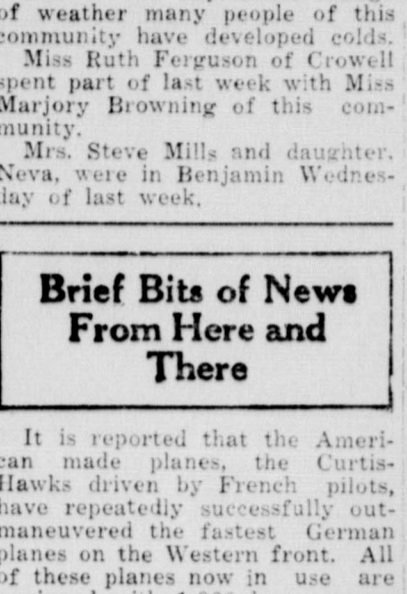 of weather many people of this
community have developed colds.
Miss Ruth Ferguson of Crowell
spent part of last week with Miss
Marjory Browning of this com-
munity.
Mrs. Steve Mills and daughter,
Neva, were in Benjamin Wednes-
day of last week.
Brief Bits of News
From Here and
There
It is reported that the Ameri-
can made planes, the Curtis-
Hawks driven by French pilots,
have repeatedly successfully out-
maneuvered the fastest German
planes on the Western front. All
of these planes now in use are